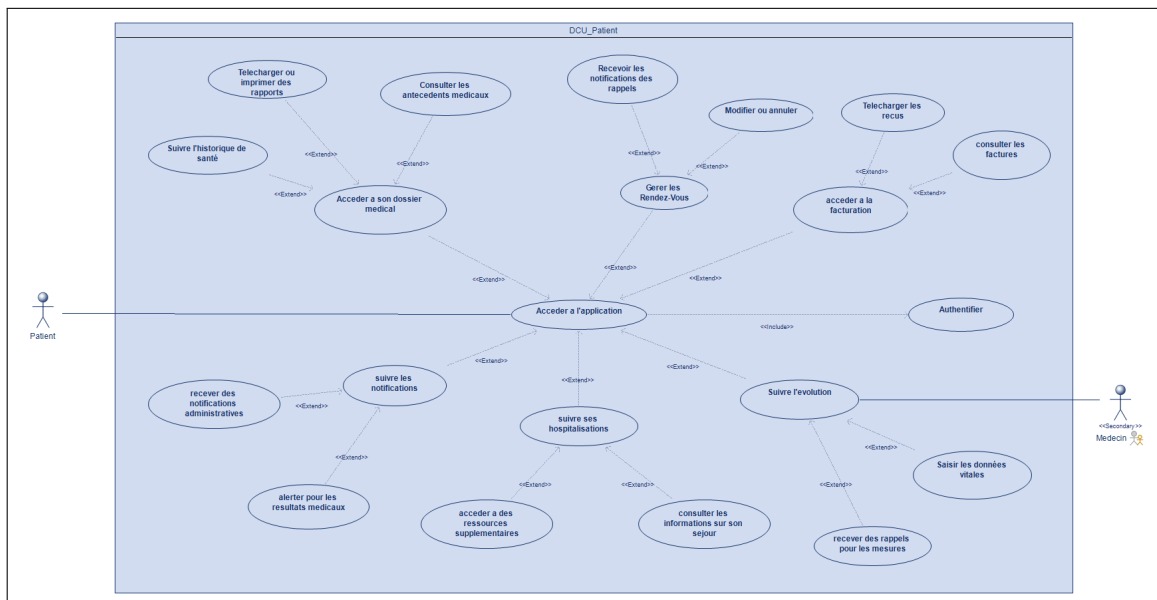 DCU_Patient
Telecharger ou
imprimer des
rapports
Consulter les
antecedents medicaux
Recevoir les
notifications des
rappels
Modifier ou annuler
Telecharger les
recus
consulter les
factures
Suivre l'historique de
santé
<<Extend>>
<<Extend>>
<<Extend>>
<<Extend>>
<<Extend>>
<<Extend>>
<<Extend>>
Acceder a son dossier
medical
Gerer les
Rendez-Vous
acceder a la
facturation
<<Extend>>
<<Extend>>
<<Extend>>
Patient
Acceder a l'application
<<Include>>
Authentifier
<<Extend>>
<<Extend>>
<<Extend>>
suivre les
notifications
recever des
notifications
administratives
<<Extend>>
Suivre l'evolution
suivre ses
hospitalisations
<<Secondary>>
Medecin
<<Extend>>
<<Extend>>
<<Extend>>
<<Extend>>
<<Extend>>
Saisir les données
vitales
alerter pour les
resultats medicaux
acceder a des
ressources
supplementaires
consulter les
informations sur son
sejour
recever des rappels
pour les mesures